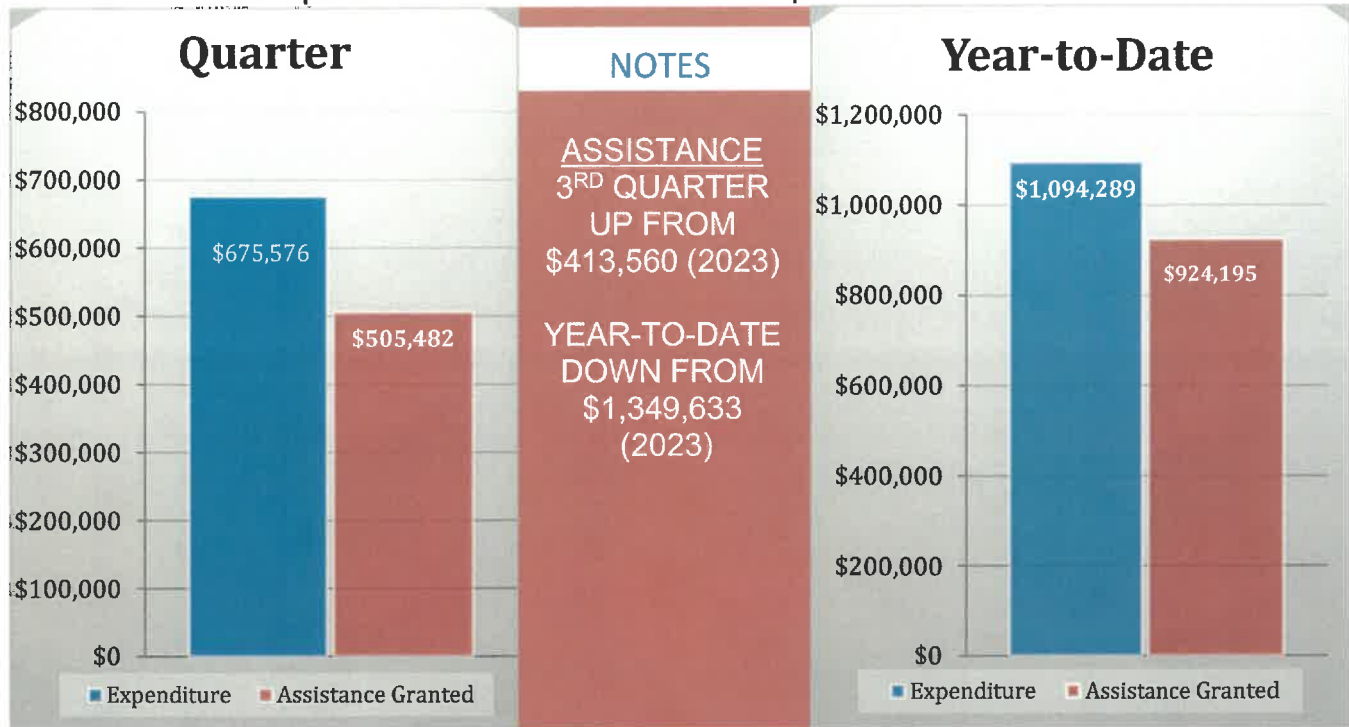 Quarter
$800,000
$700,000
$600,000
$500,000
$400,000
$300,000
$200,000
$100,000
$0
$675,576
$505,482
Expenditure
Assistance Granted
NOTES
ASSISTANCE
3RD QUARTER
UP FROM
$413,560 (2023)
YEAR-TO-DATE
DOWN FROM
$1,349,633
(2023)
Year-to-Date
$1,200,000
$1,000,000
$800,000
$600,000
$400,000
$200,000
$0
$1,094,289
$924,195
Expenditure
Assistance Granted